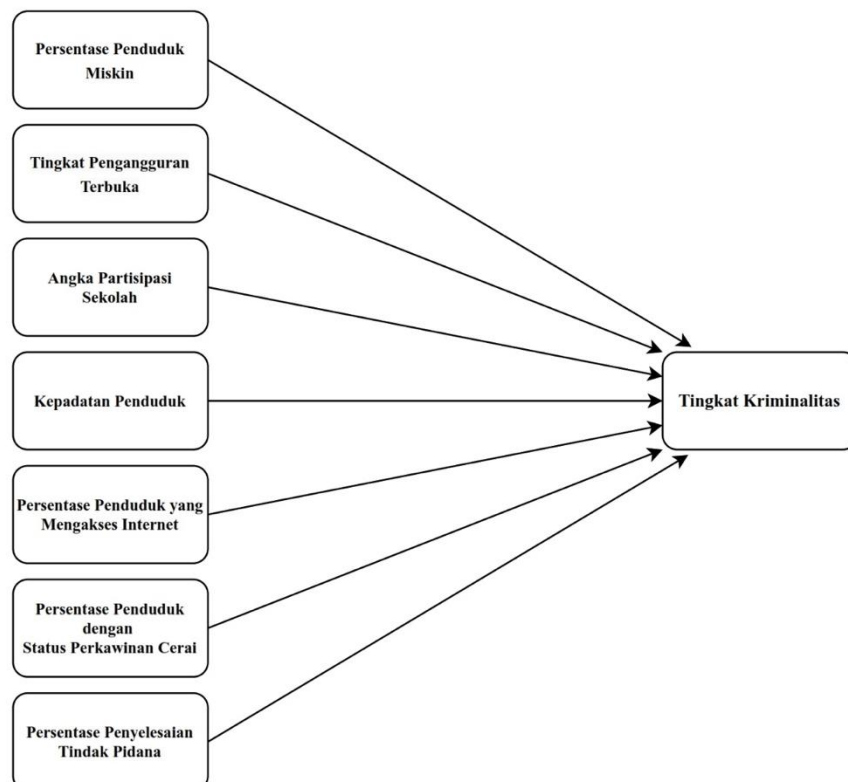 Persentase Penduduk
Miskin
Tingkat Pengangguran
Terbuka
Angka Partisipasi
Sekolah
Kepadatan Penduduk
Tingkat Kriminalitas
Persentase Penduduk yang
Mengakses Internet
Persentase Penduduk
dengan
Status Perkawinan Cerai
Persentase Penyelesaian
Tindak Pidana